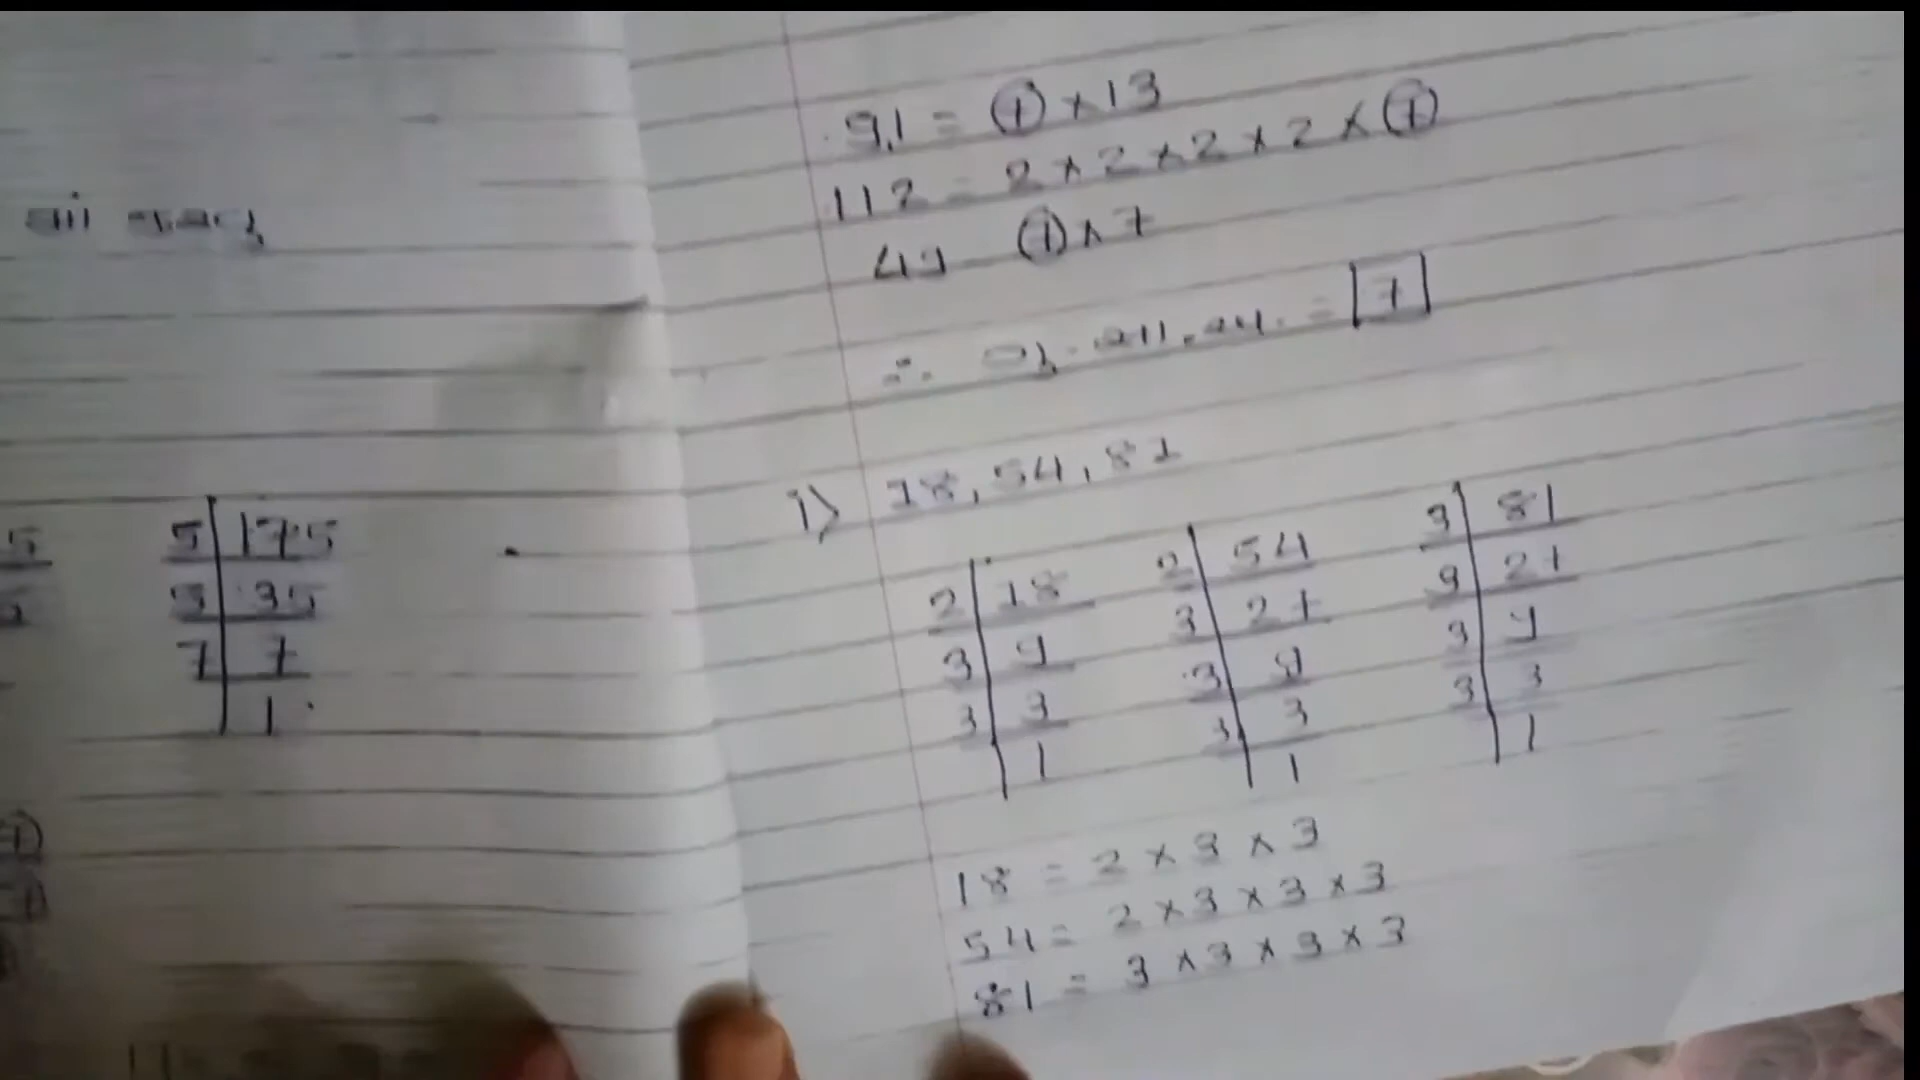 5 | 175
5 | 35
7 | 7
1
91 = 7 × 13
112 = 2 × 2 × 2 × 2 × 7
49 = 7 × 7
= 7
i) 18, 54, 81
2 | 18
3 | 9
3 | 3
1
2 | 54
3 | 27
3 | 9
3 | 3
1
3 | 81
3 | 27
3 | 9
3 | 3
1
18 = 2 × 3 × 3
54 = 2 × 3 × 3 × 3
81 = 3 × 3 × 3 × 3